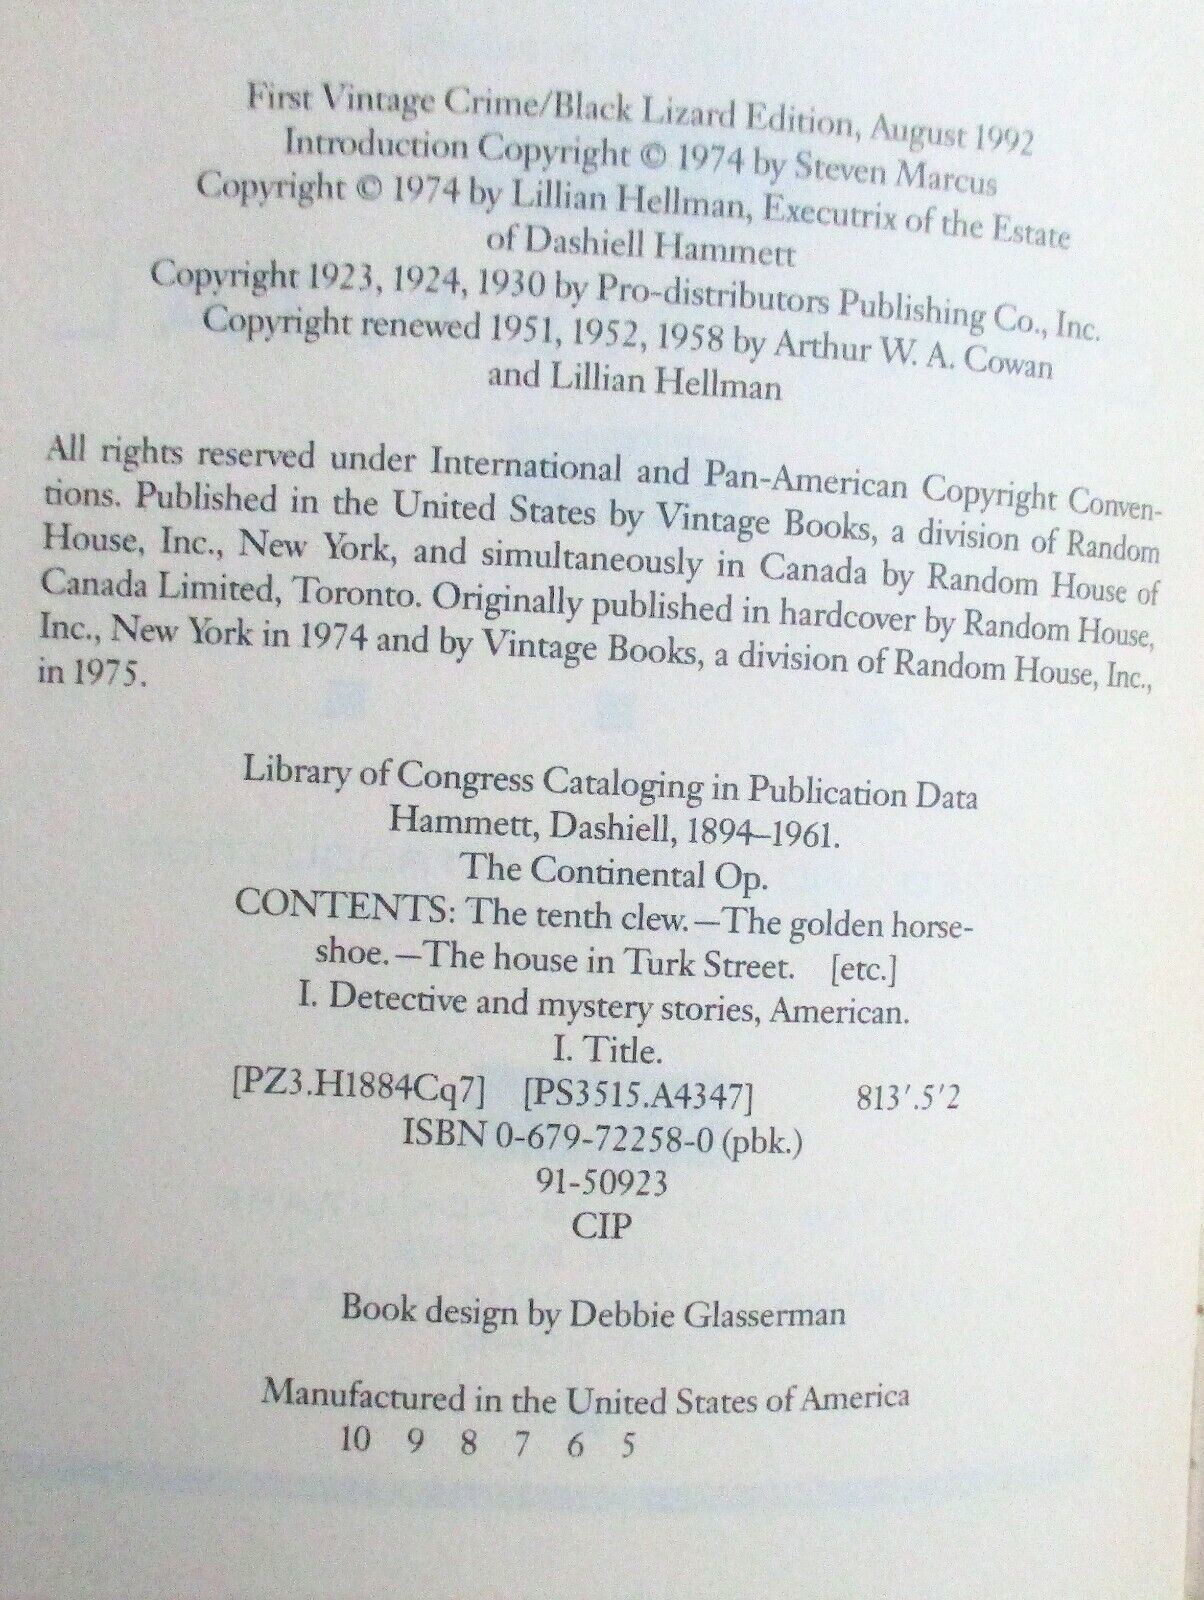 First Vintage Crime/Black Lizard Edition, August 1992
Introduction Copyright © 1974 by Steven Marcus
Copyright © 1974 by Lillian Hellman, Executrix of the Estate
of Dashiell Hammett
Copyright 1923, 1924, 1930 by Pro-distributors Publishing Co., Inc.
Copyright renewed 1951, 1952, 1958 by Arthur W. A. Cowan
and Lillian Hellman
All rights reserved under International and Pan-American Copyright Conven-
tions. Published in the United States by Vintage Books, a division of Random
House, Inc., New York, and simultaneously in Canada by Random House of
Canada Limited, Toronto. Originally published in hardcover by Random House,
Inc., New York in 1974 and by Vintage Books, a division of Random House, Inc.,
in 1975.
Library of Congress Cataloging in Publication Data
Hammett, Dashiell, 1894–1961.
The Continental Op.
CONTENTS: The tenth clew.—The golden horse-
shoe.—The house in Turk Street. [etc.]
I. Detective and mystery stories, American.
I. Title.
[PZ3.H1884Cq7] [PS3515.A4347] 813'.5'2
ISBN 0-679-72258-0 (pbk.)
91-50923
CIP
Book design by Debbie Glasserman
Manufactured in the United States of America
10 9 8 7 6 5